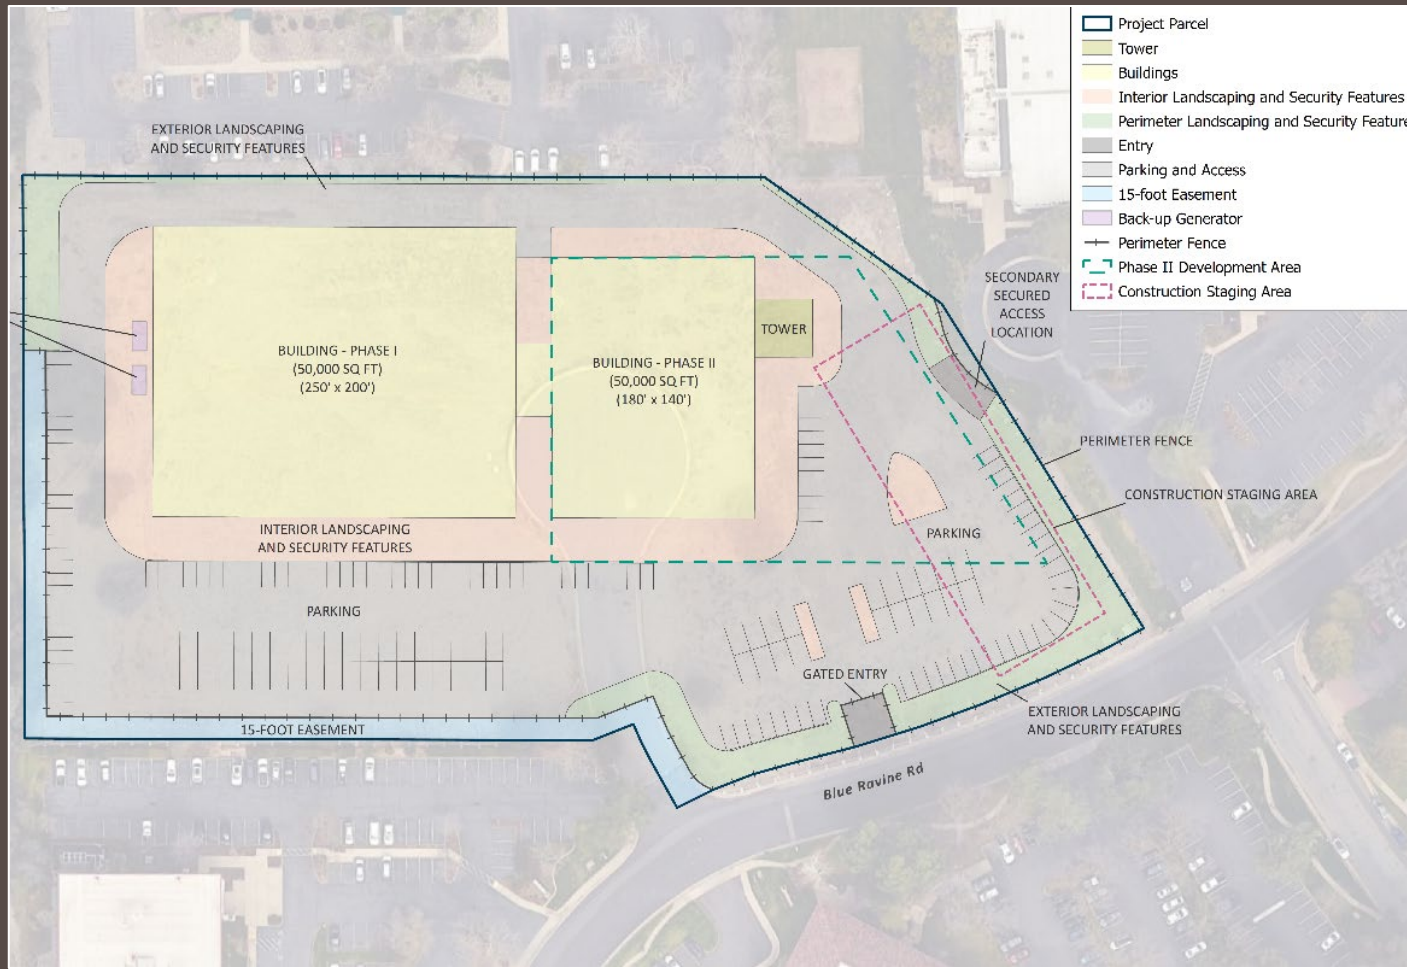 Project Parcel
Tower
Buildings
Interior Landscaping and Security Features
Perimeter Landscaping and Security
Entry
Parking and Access
15-foot Easement
Back-up Generator
Perimeter Fence
Phase II Development Area
Construction Staging Area
EXTERIOR LANDSCAPING
AND SECURITY FEATURES
SECONDARY
SECURED
ACCESS
LOCATION
TOWER
BUILDING - PHASE I
(50,000 SQ FT)
(250' x 200')
BUILDING - PHASE II
(50,000 SQ FT)
(180' x 140')
PERIMETER FENCE
CONSTRUCTION STAGING AREA
INTERIOR LANDSCAPING
AND SECURITY FEATURES
PARKING
PARKING
GATED ENTRY
EXTERIOR LANDSCAPING
AND SECURITY FEATURES
15-FOOT EASEMENT
Blue Ravine Rd